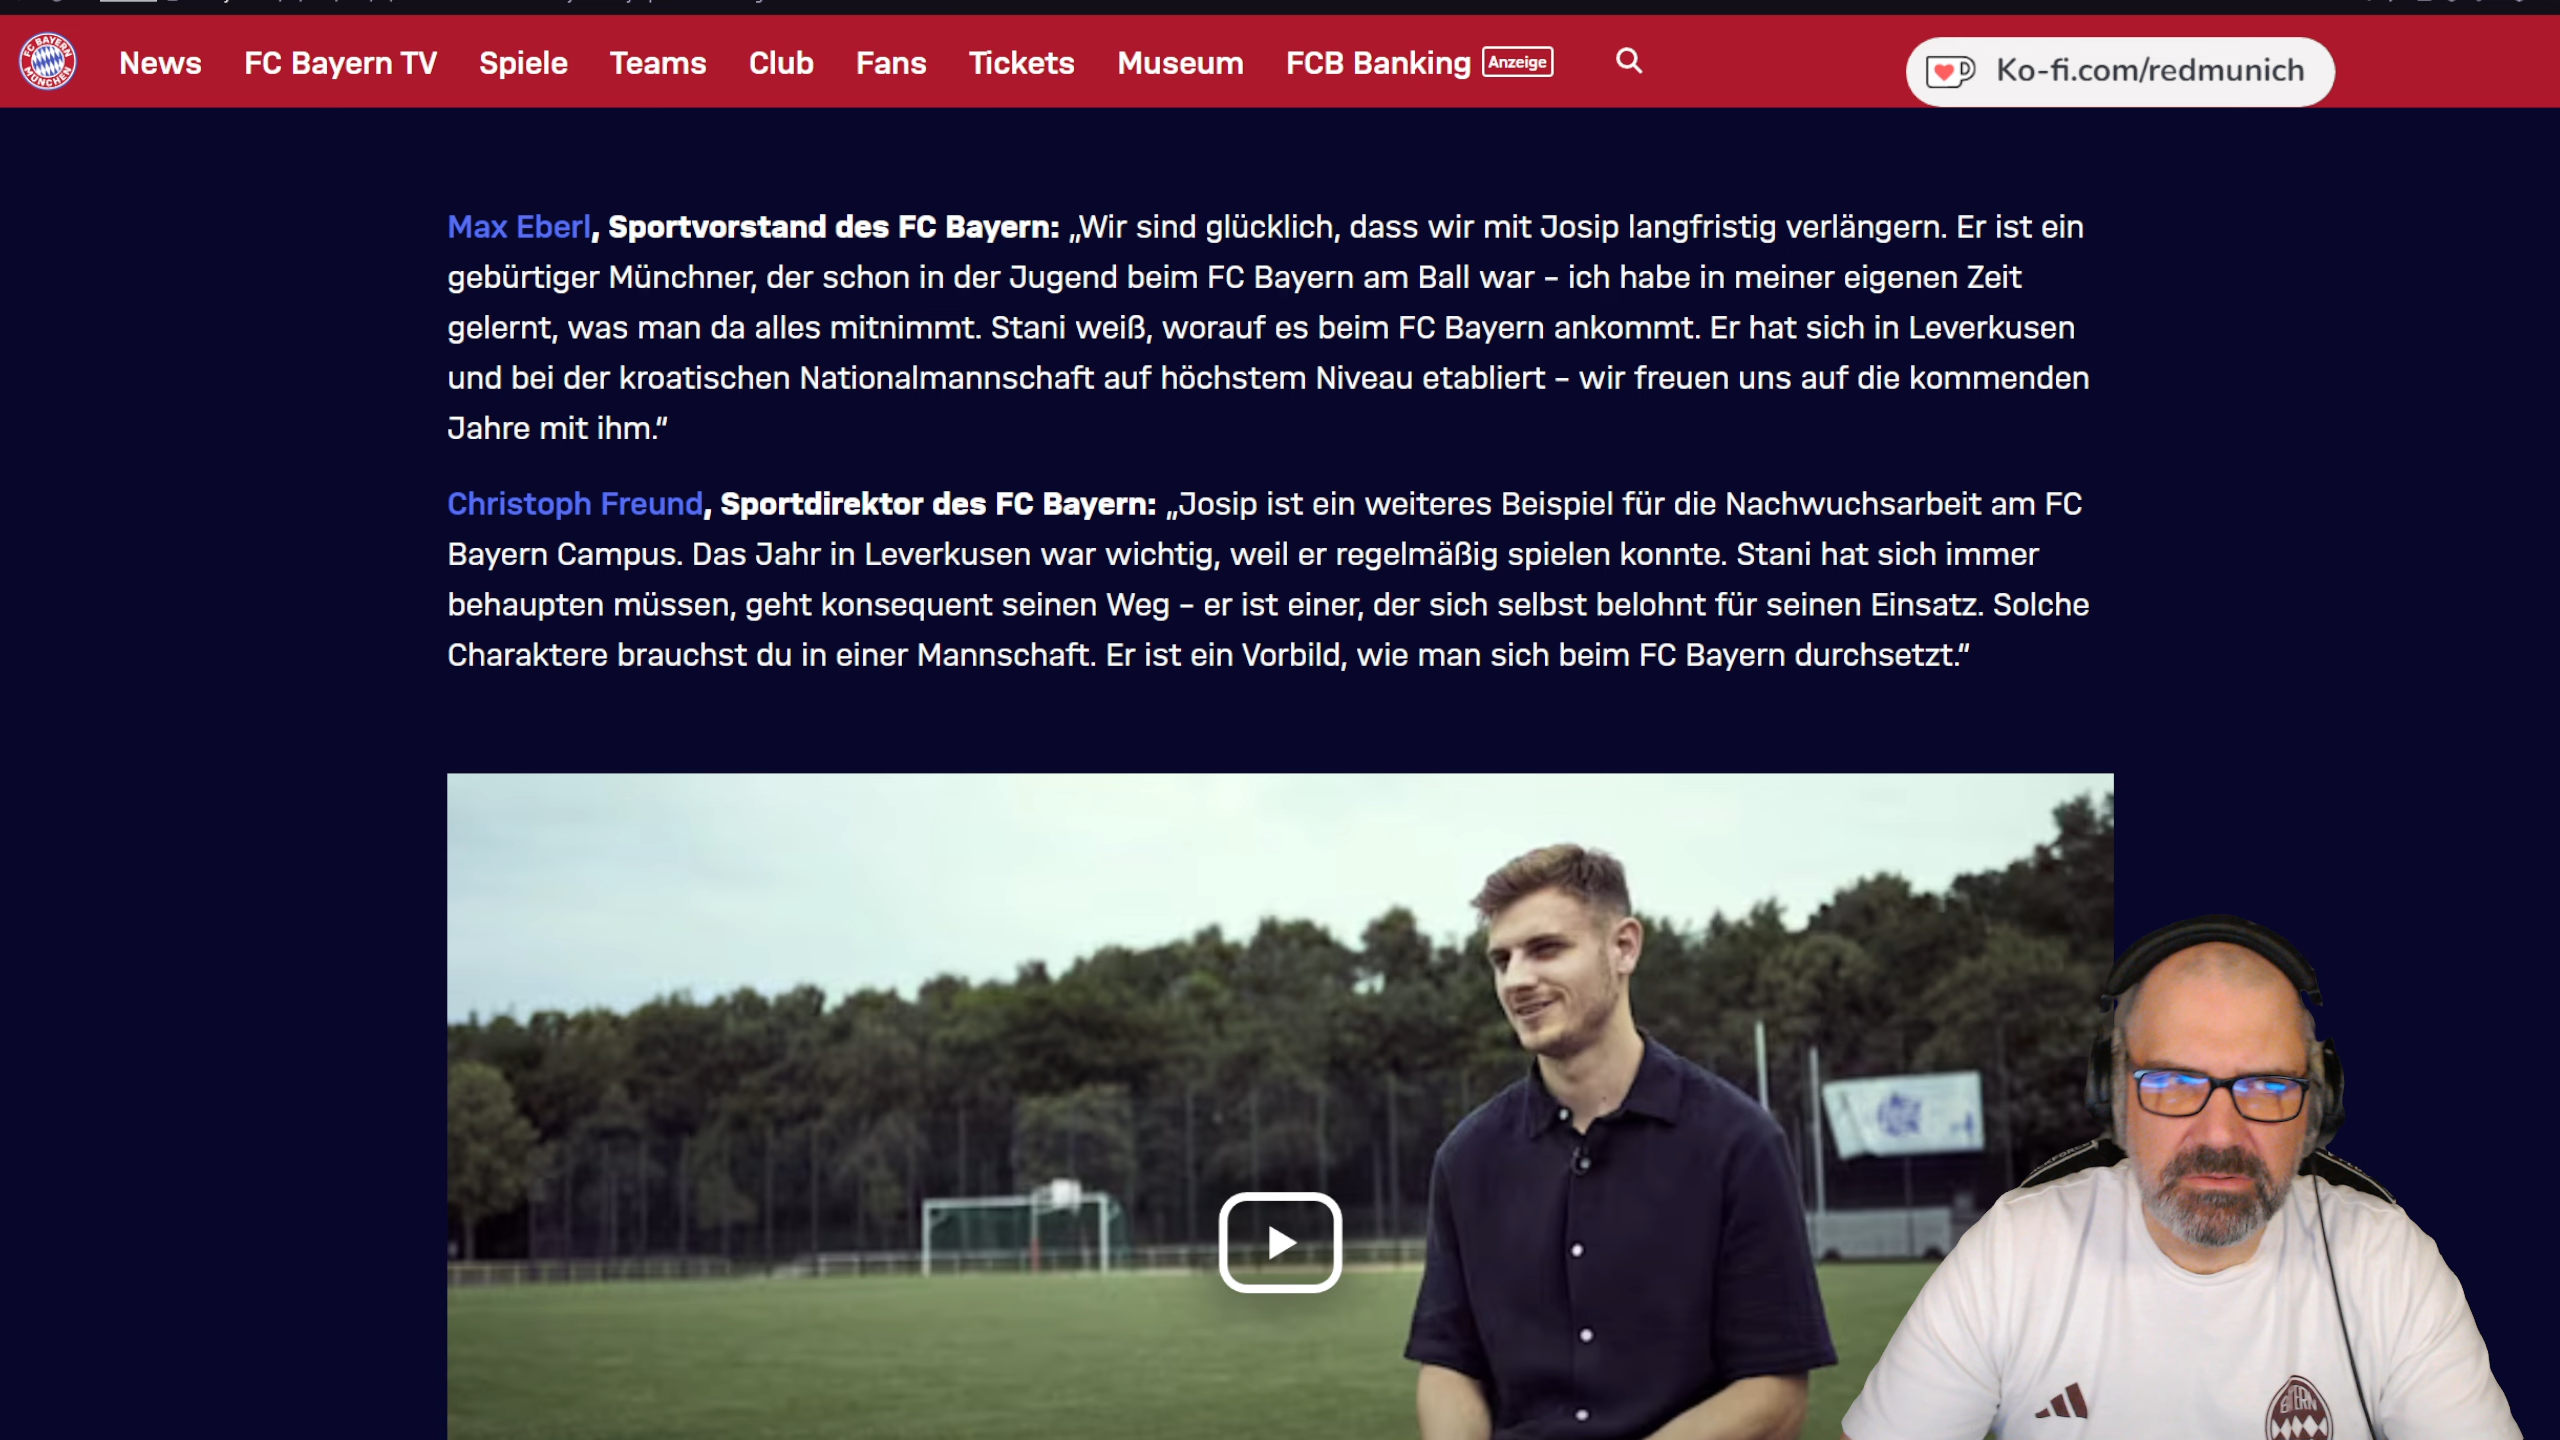 FC BAYERN MÜNCHEN
News FC Bayern TV Spiele Teams Club Fans Tickets Museum FCB Banking Anzeige
Ko-fi.com/redmunich
Max Eberl, Sportvorstand des FC Bayern: „Wir sind glücklich, dass wir mit Josip langfristig verlängern. Er ist ein
gebürtiger Münchner, der schon in der Jugend beim FC Bayern am Ball war – ich habe in meiner eigenen Zeit
gelernt, was man da alles mitnimmt. Stani weiß, worauf es beim FC Bayern ankommt. Er hat sich in Leverkusen
und bei der kroatischen Nationalmannschaft auf höchstem Niveau etabliert – wir freuen uns auf die kommenden
Jahre mit ihm.“
Christoph Freund, Sportdirektor des FC Bayern: „Josip ist ein weiteres Beispiel für die Nachwuchsarbeit am FC
Bayern Campus. Das Jahr in Leverkusen war wichtig, weil er regelmäßig spielen konnte. Stani hat sich immer
behaupten müssen, geht konsequent seinen Weg – er ist einer, der sich selbst belohnt für seinen Einsatz. Solche
Charaktere brauchst du in einer Mannschaft. Er ist ein Vorbild, wie man sich beim FC Bayern durchsetzt.“